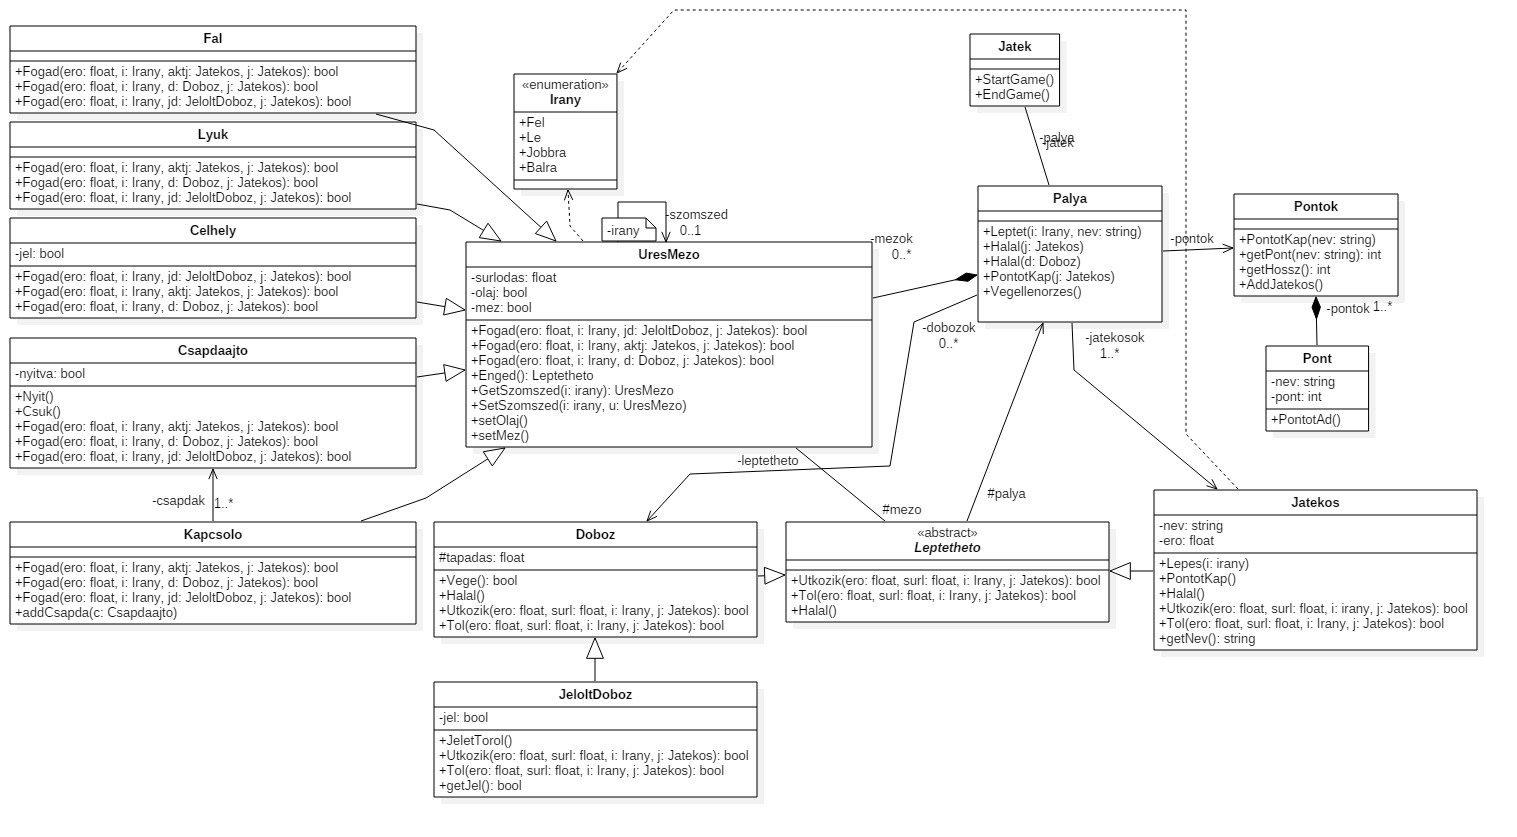 Fal
+Fogad(ero: float, i: Irany, aktj: Jatekos, j: Jatekos): bool
+Fogad(ero: float, i: Irany, d: Doboz, j: Jatekos): bool
+Fogad(ero: float, i: Irany, jd: JeloltDoboz, j: Jatekos): bool
Lyuk
+Fogad(ero: float, i: Irany, aktj: Jatekos, j: Jatekos): bool
+Fogad(ero: float, i: Irany, d: Doboz, j: Jatekos): bool
+Fogad(ero: float, i: Irany, jd: JeloltDoboz, j: Jatekos): bool
Celhely
-jel: bool
+Fogad(ero: float, i: Irany, jd: JeloltDoboz, j: Jatekos): bool
+Fogad(ero: float, i: Irany, aktj: Jatekos, j: Jatekos): bool
+Fogad(ero: float, i: Irany, d: Doboz, j: Jatekos): bool
Csapdaajto
-nyitva: bool
+Nyit()
+Csuk()
+Fogad(ero: float, i: Irany, aktj: Jatekos, j: Jatekos): bool
+Fogad(ero: float, i: Irany, d: Doboz, j: Jatekos): bool
+Fogad(ero: float, i: Irany, jd: JeloltDoboz, j: Jatekos): bool
-csapdak
1..*
Kapcsolo
+Fogad(ero: float, i: Irany, aktj: Jatekos, j: Jatekos): bool
+Fogad(ero: float, i: Irany, d: Doboz, j: Jatekos): bool
+Fogad(ero: float, i: Irany, jd: JeloltDoboz, j: Jatekos): bool
+addCsapda(c: Csapdaajto)
«enumeration»
Irany
+Fel
+Le
+Jobbra
+Balra
-irany
-szomszed
0..1
UresMezo
-surlodas: float
-olaj: bool
-mez: bool
+Fogad(ero: float, i: Irany, jd: JeloltDoboz, j: Jatekos): bool
+Fogad(ero: float, i: Irany, aktj: Jatekos, j: Jatekos): bool
+Fogad(ero: float, i: Irany, d: Doboz, j: Jatekos): bool
+Enged(): Leptetheto
+GetSzomszed(i: irany): UresMezo
+SetSzomszed(i: irany, u: UresMezo)
+setOlaj()
+setMez()
Jatek
+StartGame()
+EndGame()
-palya
-jatek
Palya
+Leptet(i: Irany, nev: string)
+Halal(j: Jatekos)
+Halal(d: Doboz)
+PontotKap(j: Jatekos)
+Vegellenorzes()
-mezok
0..*
-pontok
Pontok
+PontotKap(nev: string)
+getPont(nev: string): int
+getHossz(): int
+AddJatekos()
-pontok
1..*
Pont
-nev: string
-pont: int
+PontotAd()
-dobozok
0..*
-jatekosok
1..*
-leptetheto
#mezo
#palya
Doboz
#tapadas: float
+Vege(): bool
+Halal()
+Utkozik(ero: float, surl: float, i: Irany, j: Jatekos): bool
+Tol(ero: float, surl: float, i: Irany, j: Jatekos): bool
«abstract»
Leptetheto
+Utkozik(ero: float, surl: float, i: Irany, j: Jatekos): bool
+Tol(ero: float, surl: float, i: Irany, j: Jatekos): bool
+Halal()
Jatekos
-nev: string
-ero: float
+Lepes(i: irany)
+PontotKap()
+Halal()
+Utkozik(ero: float, surl: float, i: irany, j: Jatekos): bool
+Tol(ero: float, surl: float, i: Irany, j: Jatekos): bool
+getNev(): string
JeloltDoboz
-jel: bool
+JeletTorol()
+Utkozik(ero: float, surl: float, i: Irany, j: Jatekos): bool
+Tol(ero: float, surl: float, i: Irany, j: Jatekos): bool
+getJel(): bool